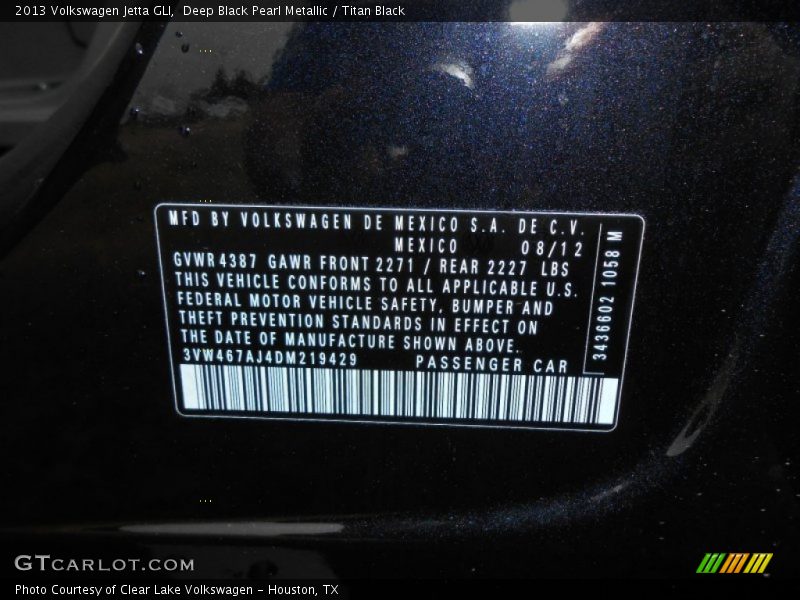 2013 Volkswagen Jetta GLI, Deep Black Pearl Metallic / Titan Black
MFD BY VOLKSWAGEN DE MEXICO S.A. DE C.V.
MEXICO 08/12
GVWR 4387 GAWR FRONT 2271 / REAR 2227 LBS
THIS VEHICLE CONFORMS TO ALL APPLICABLE U.S.
FEDERAL MOTOR VEHICLE SAFETY, BUMPER AND
THEFT PREVENTION STANDARDS IN EFFECT ON
THE DATE OF MANUFACTURE SHOWN ABOVE.
3VW467AJ4DM219429 PASSENGER CAR
3436602 1058 M
GTCARLOT.COM
Photo Courtesy of Clear Lake Volkswagen - Houston, TX